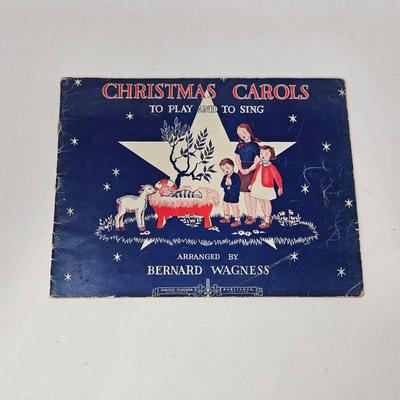 CHRISTMAS CAROLS
TO PLAY AND TO SING
ARRANGED BY
BERNARD WAGNESS